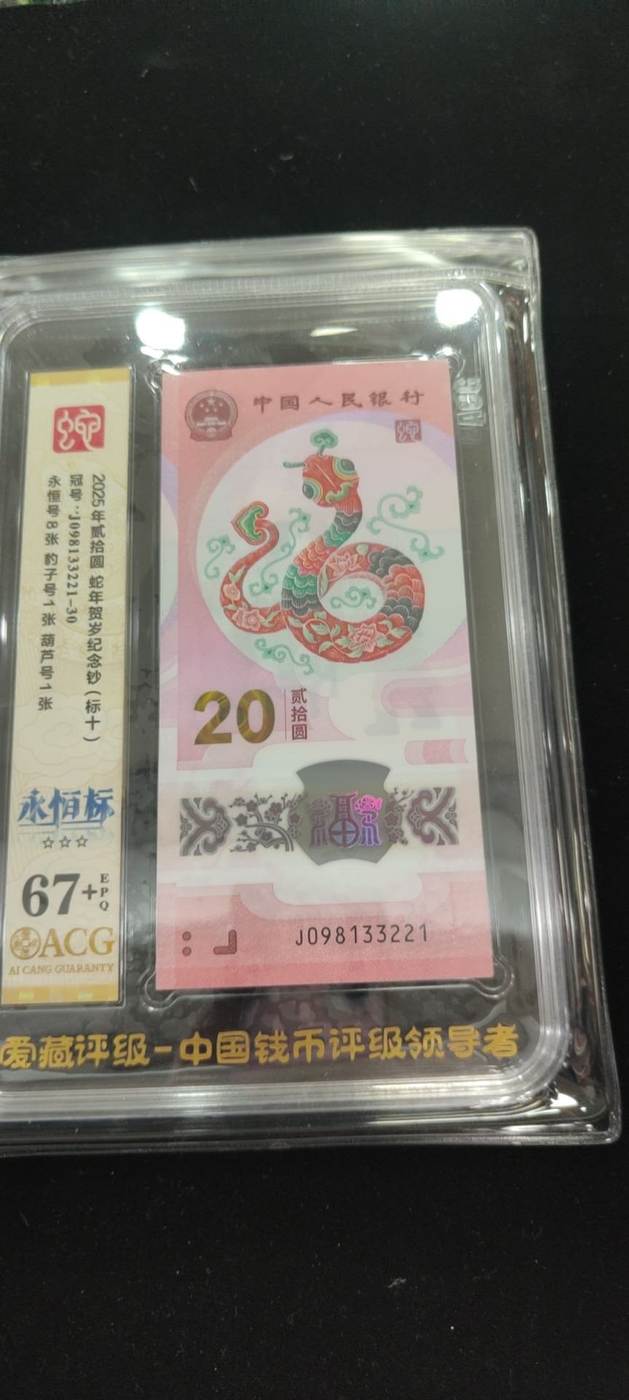 2025年贰拾圆 蛇年贺岁纪念钞(标十)
冠号:J098133221-30
永恒号8张 豹子号1张 葫芦号1张
永恒标
☆☆☆
67+EPQ
ACG
AI CANG GUARANTY
中国人民银行
20
贰拾圆
福
J098133221
爱藏评级-中国钱币评级领导者